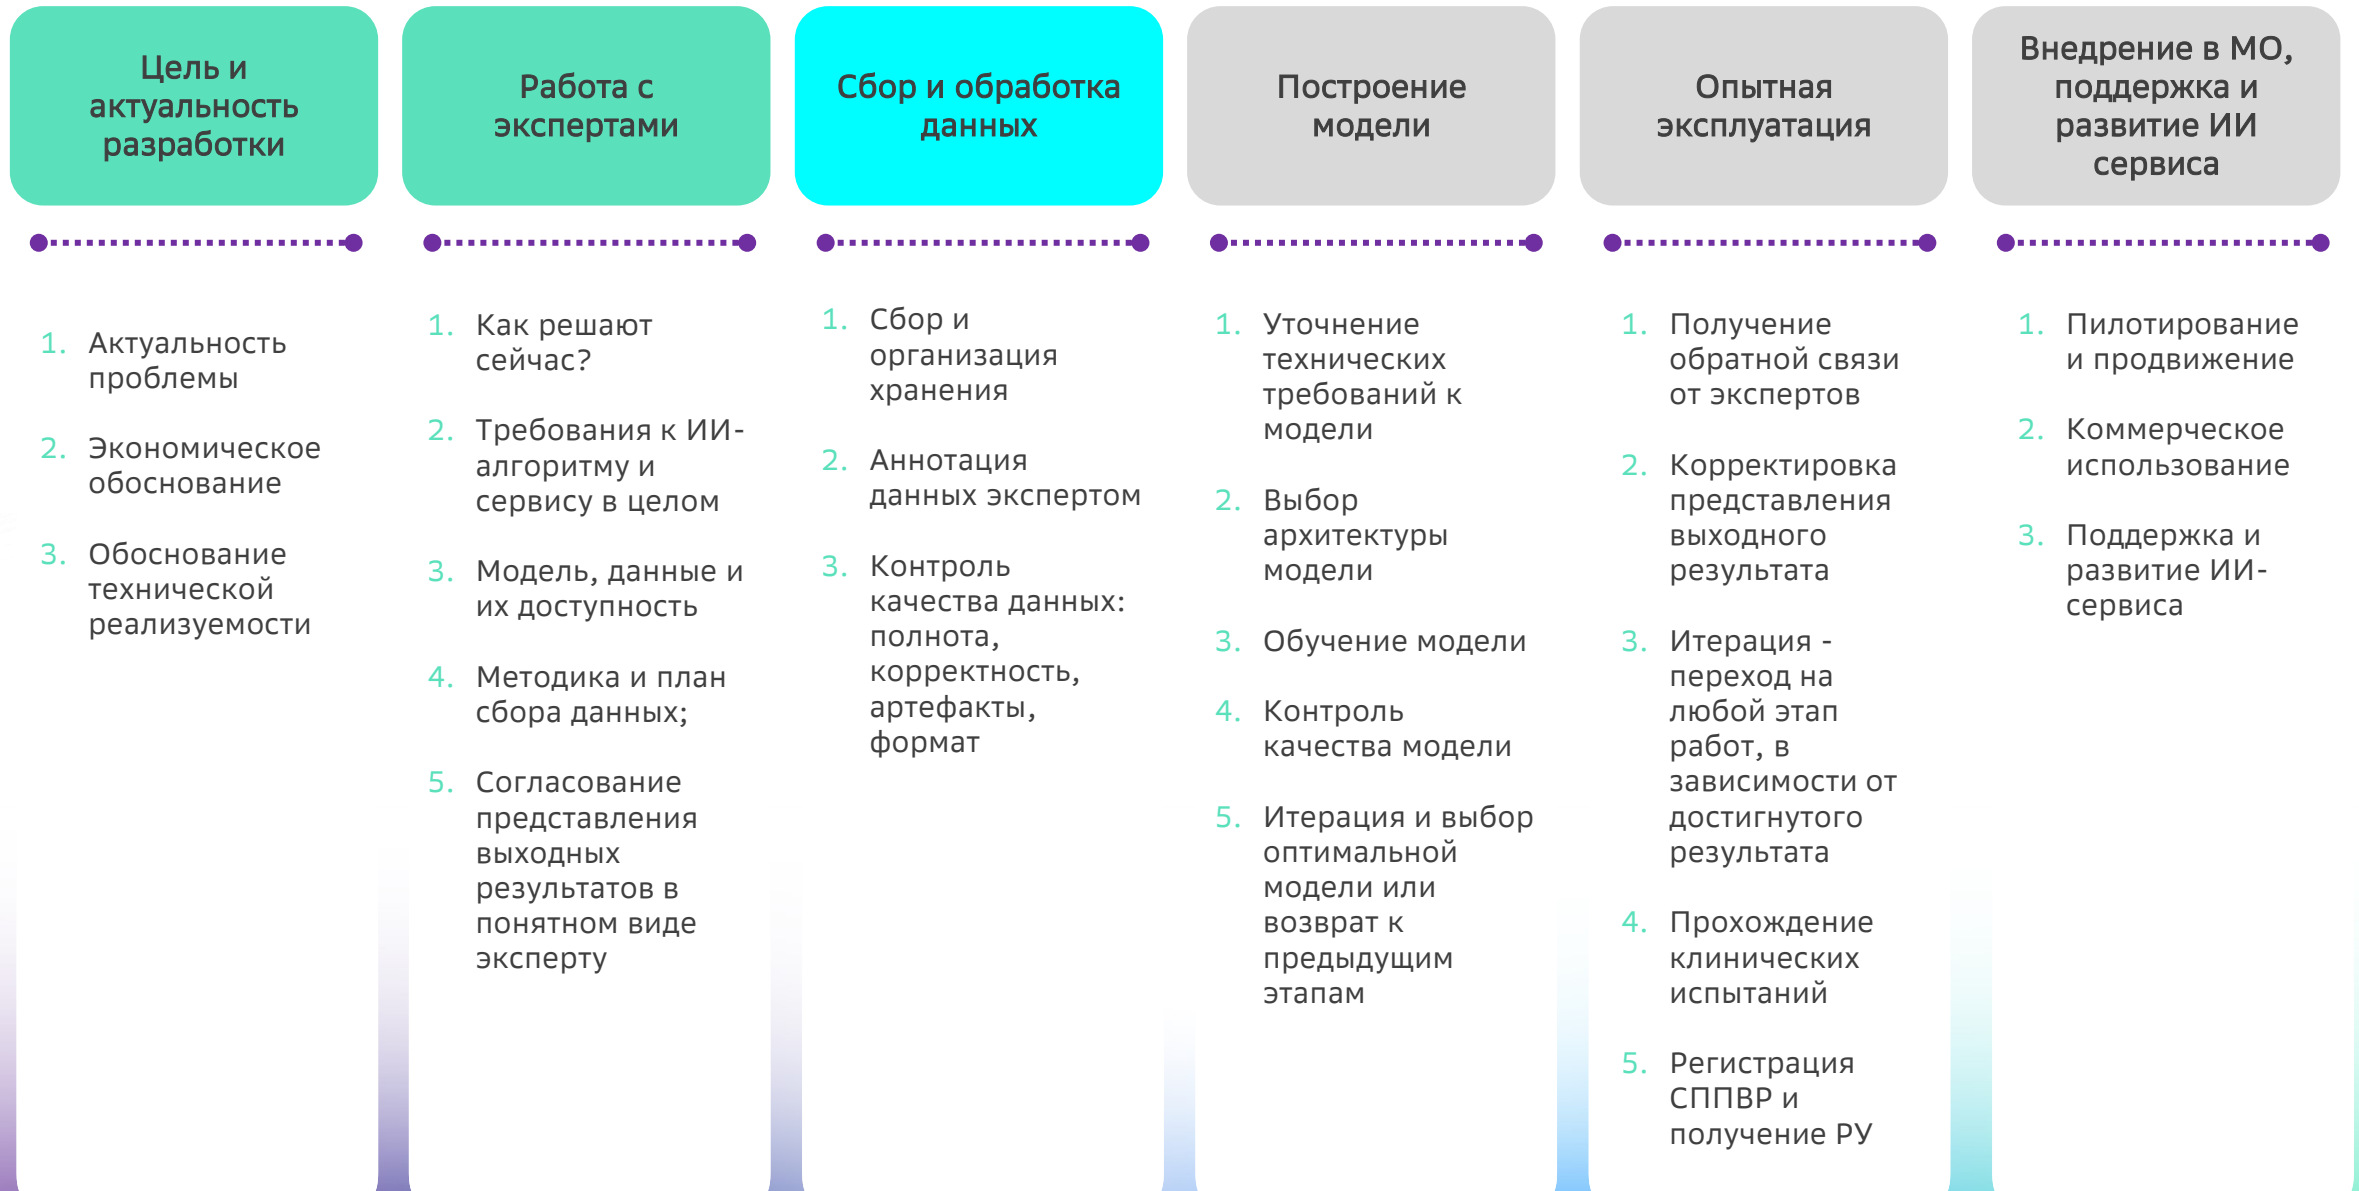 Цель и
актуальность
разработки
Работа с
экспертами
Сбор и обработка
данных
Построение
модели
Опытная
эксплуатация
Внедрение в МО,
поддержка и
развитие ИИ
сервиса
1. Актуальность
проблемы
2. Экономическое
обоснование
3. Обоснование
технической
реализуемости
1. Как решают
сейчас?
2. Требования к ИИ-
алгоритму и
сервису в целом
3. Модель, данные и
их доступность
4. Методика и план
сбора данных;
5. Согласование
представления
выходных
результатов в
понятном виде
эксперту
1. Сбор и
организация
хранения
2. Аннотация
данных экспертом
3. Контроль
качества данных:
полнота,
корректность,
артефакты,
формат
1. Уточнение
технических
требований к
модели
2. Выбор
архитектуры
модели
3. Обучение модели
4. Контроль
качества модели
5. Итерация и выбор
оптимальной
модели или
возврат к
предыдущим
этапам
1. Получение
обратной связи
от экспертов
2. Корректировка
представления
выходного
результата
3. Итерация -
переход на
любой этап
работ, в
зависимости от
достигнутого
результата
4. Прохождение
клинических
испытаний
5. Регистрация
СППВР и
получение РУ
1. Пилотирование
и продвижение
2. Коммерческое
использование
3. Поддержка и
развитие ИИ-
сервиса